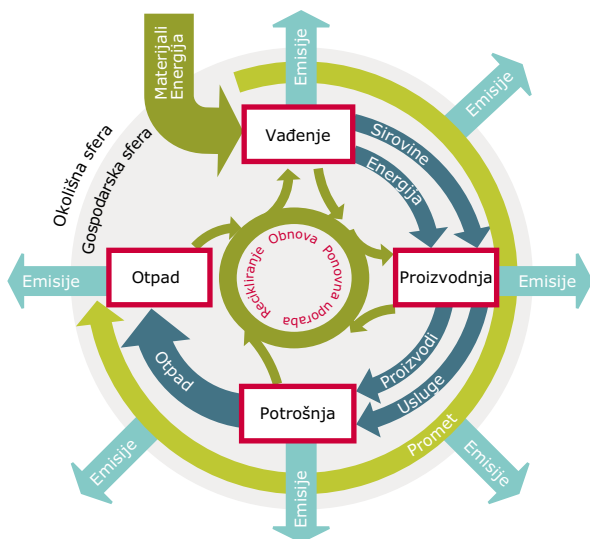 Materijali
Energija
Emisije
Emisije
Okolišna sfera
Gospodarska sfera
Vađenje
Sirovine
Energija
Recikliranje Obnova Ponovna uporaba
Emisije
Otpad
Proizvodnja
Emisije
Otpad
Proizvodi
Usluge
Potrošnja
Promet
Emisije
Emisije
Emisije